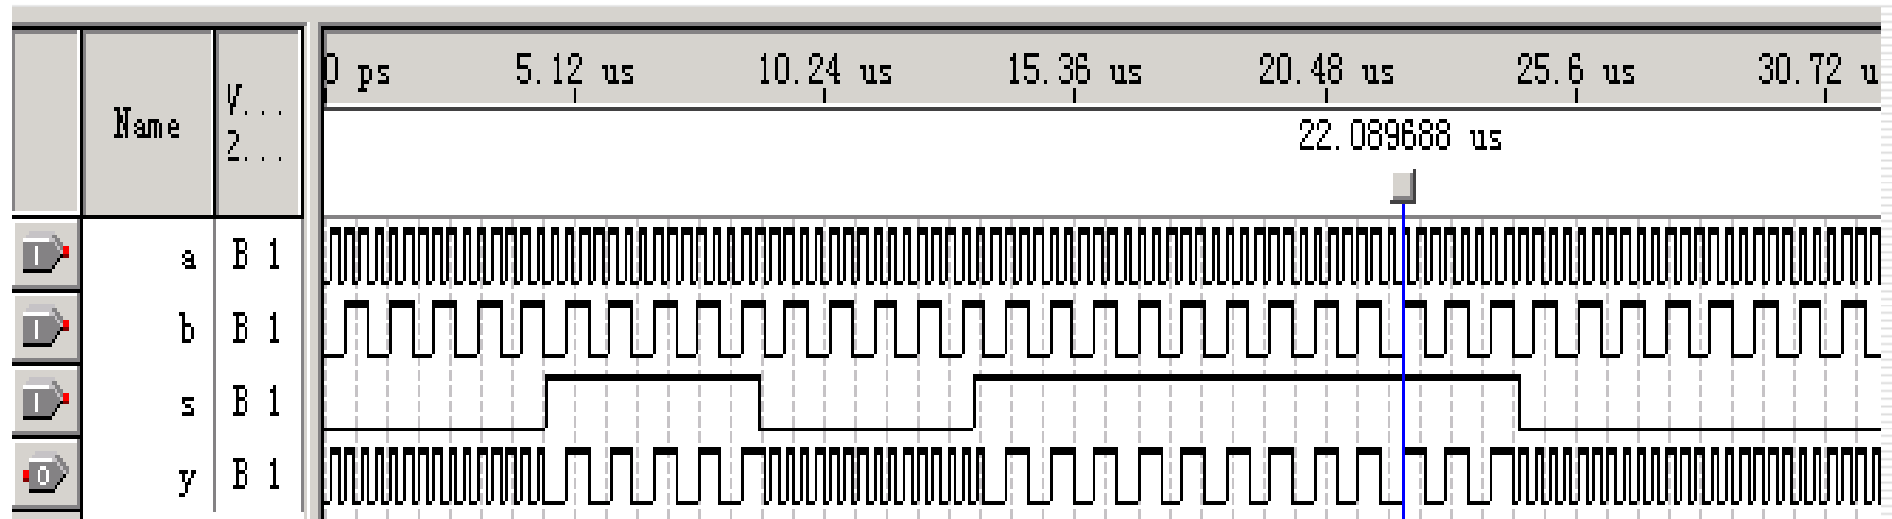 Name
V...
2...
0 ps 5.12 us 10.24 us 15.36 us 20.48 us 25.6 us 30.72 u
22.089688 us
I a B 1
I b B 1
I s B 1
O y B 1